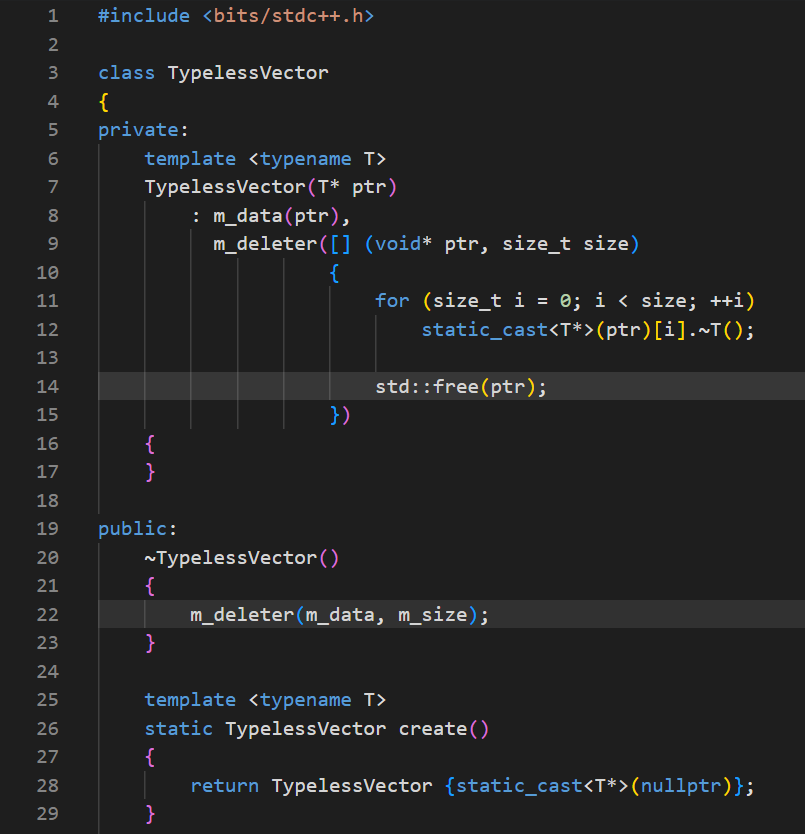 1 #include <bits/stdc++.h>
2
3 class TypelessVector
4 {
5 private:
6     template <typename T>
7     TypelessVector(T* ptr)
8         : m_data(ptr),
9           m_deleter([] (void* ptr, size_t size)
10                     {
11                         for (size_t i = 0; i < size; ++i)
12                             static_cast<T*>(ptr)[i].~T();
13
14                         std::free(ptr);
15                     })
16     {
17     }
18
19 public:
20     ~TypelessVector()
21     {
22         m_deleter(m_data, m_size);
23     }
24
25     template <typename T>
26     static TypelessVector create()
27     {
28         return TypelessVector {static_cast<T*>(nullptr)};
29     }